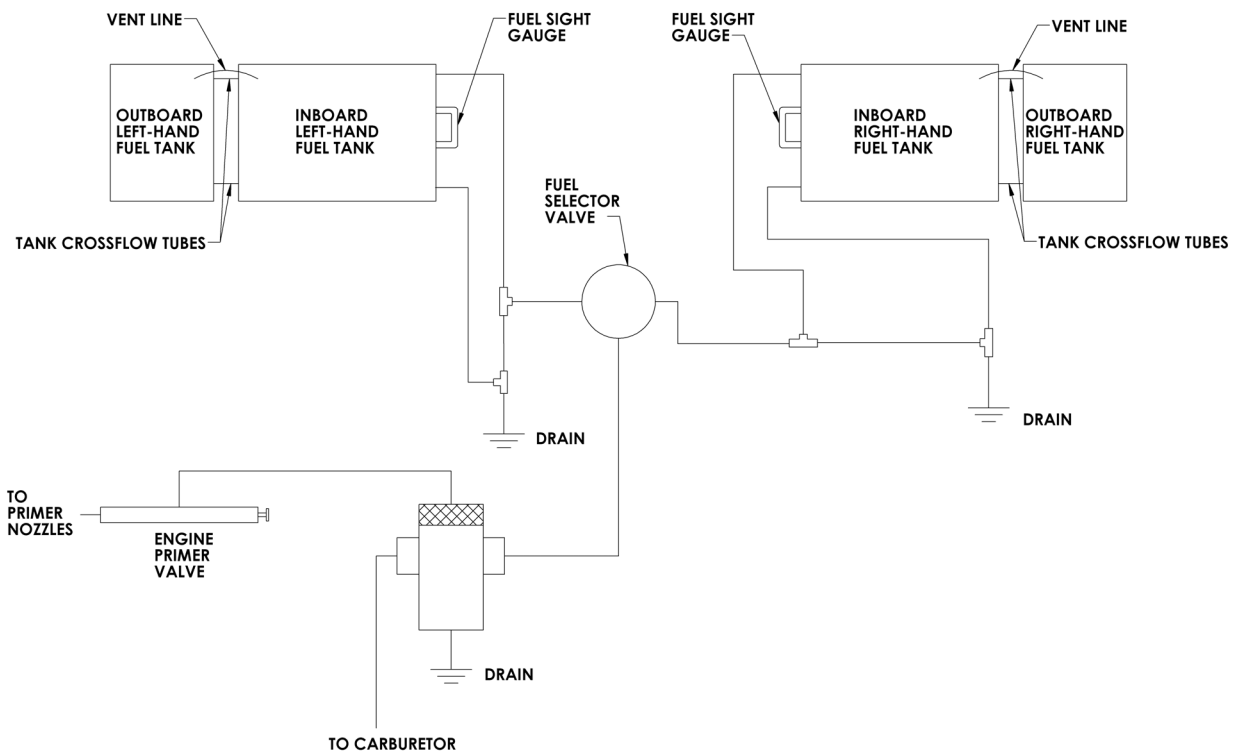 VENT LINE
FUEL SIGHT
GAUGE
FUEL SIGHT
GAUGE
VENT LINE
OUTBOARD
LEFT-HAND
FUEL TANK
INBOARD
LEFT-HAND
FUEL TANK
INBOARD
RIGHT-HAND
FUEL TANK
OUTBOARD
RIGHT-HAND
FUEL TANK
FUEL
SELECTOR
VALVE
TANK CROSSFLOW TUBES
TANK CROSSFLOW TUBES
DRAIN
DRAIN
TO
PRIMER
NOZZLES
ENGINE
PRIMER
VALVE
DRAIN
TO CARBURETOR